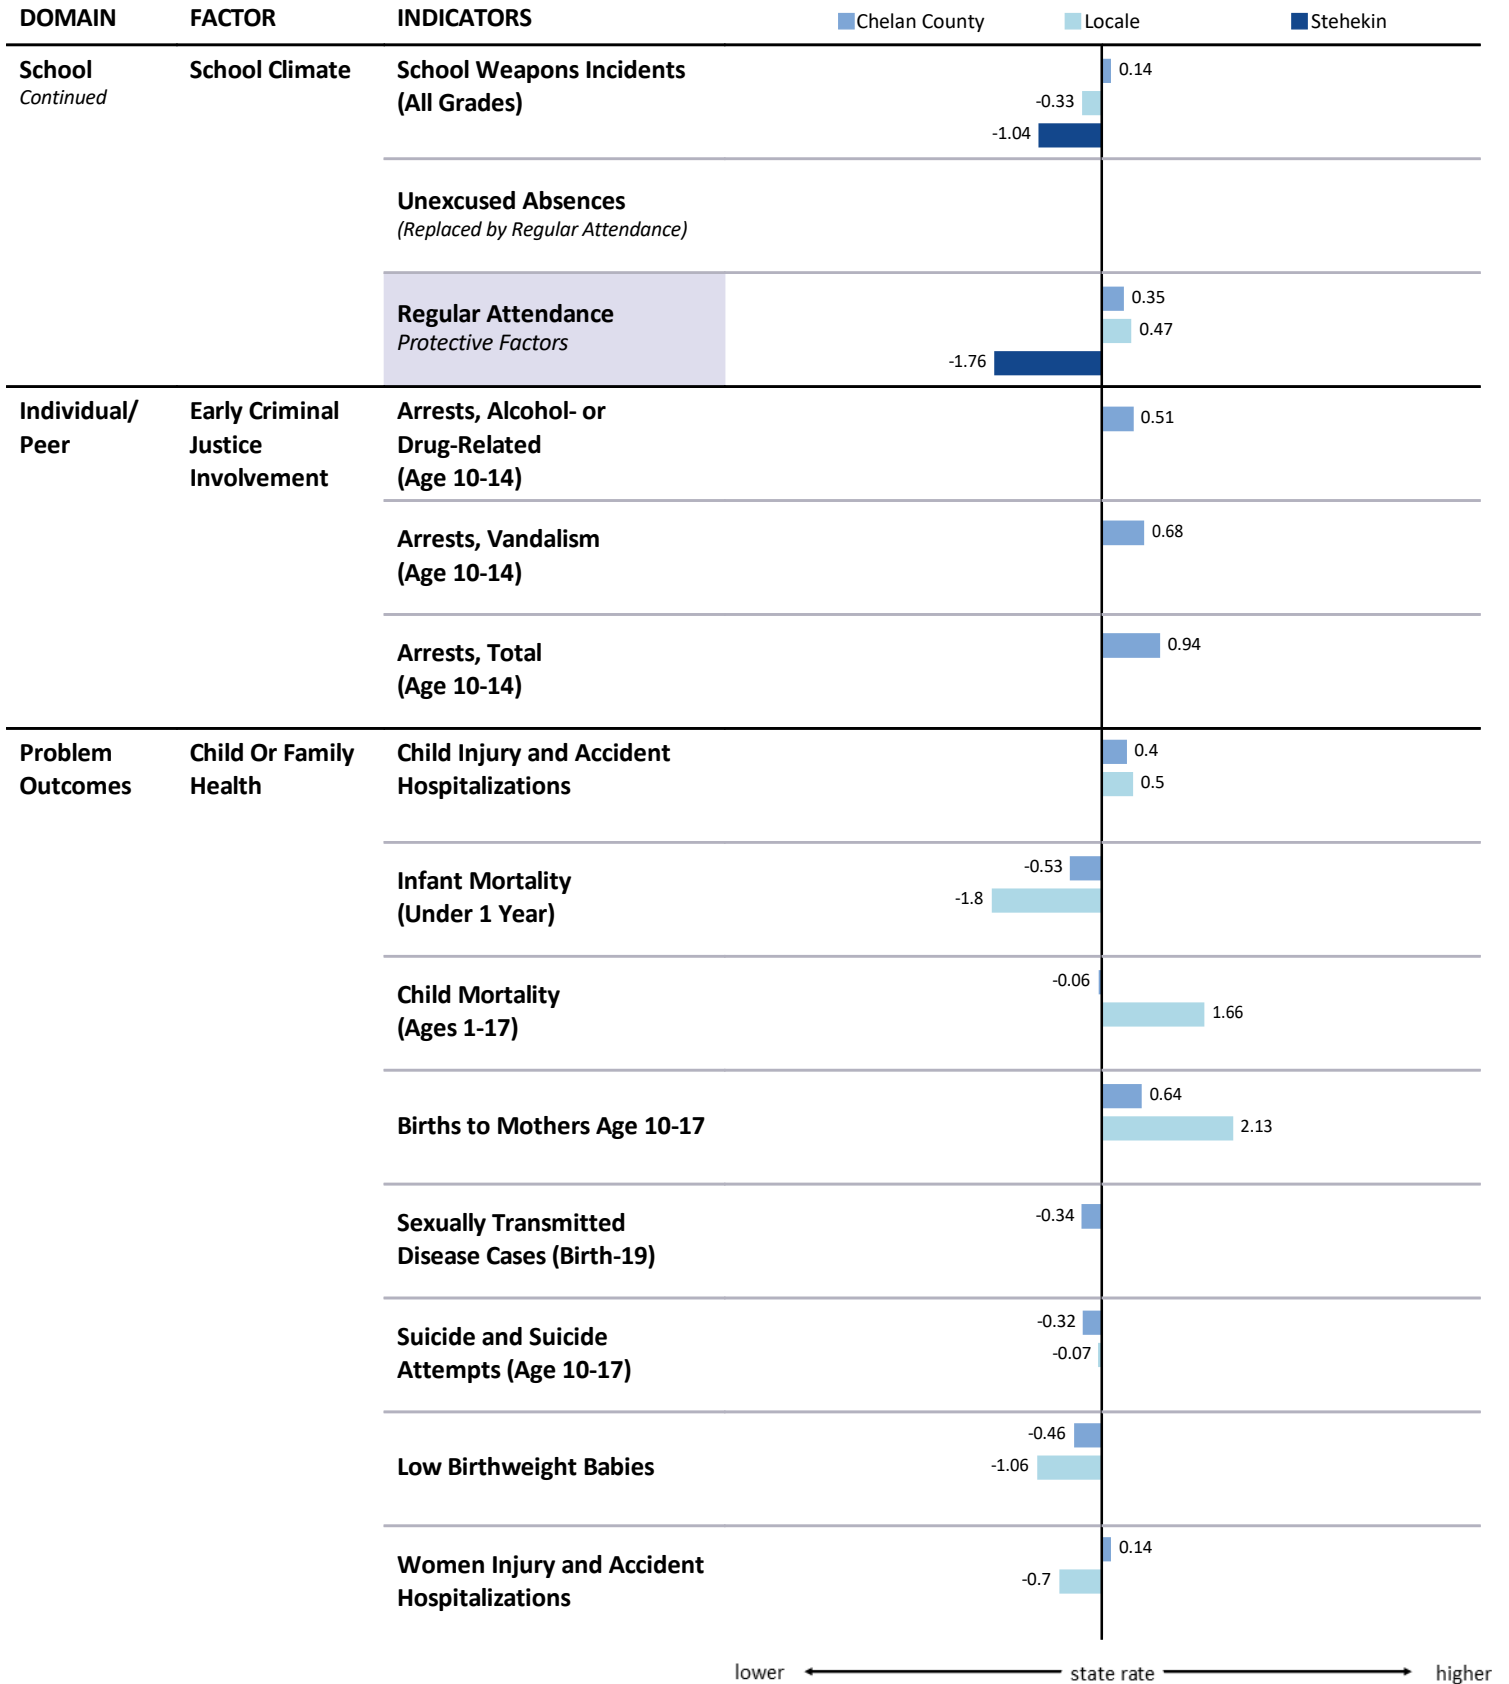 DOMAIN FACTOR INDICATORS Chelan County Locale Stehekin
School School Climate School Weapons Incidents 0.14
Continued (All Grades) -0.33
-1.04
Unexcused Absences
(Replaced by Regular Attendance)
Regular Attendance 0.35
Protective Factors 0.47
-1.76
Individual/ Early Criminal Arrests, Alcohol- or 0.51
Peer Justice Drug-Related
Involvement (Age 10-14)
Arrests, Vandalism 0.68
(Age 10-14)
Arrests, Total 0.94
(Age 10-14)
Problem Child Or Family Child Injury and Accident 0.4
Outcomes Health Hospitalizations 0.5
Infant Mortality -0.53
(Under 1 Year) -1.8
Child Mortality -0.06
(Ages 1-17) 1.66
0.64
Births to Mothers Age 10-17 2.13
Sexually Transmitted -0.34
Disease Cases (Birth-19)
Suicide and Suicide -0.32
Attempts (Age 10-17) -0.07
-0.46
Low Birthweight Babies -1.06
Women Injury and Accident 0.14
Hospitalizations -0.7
lower state rate higher